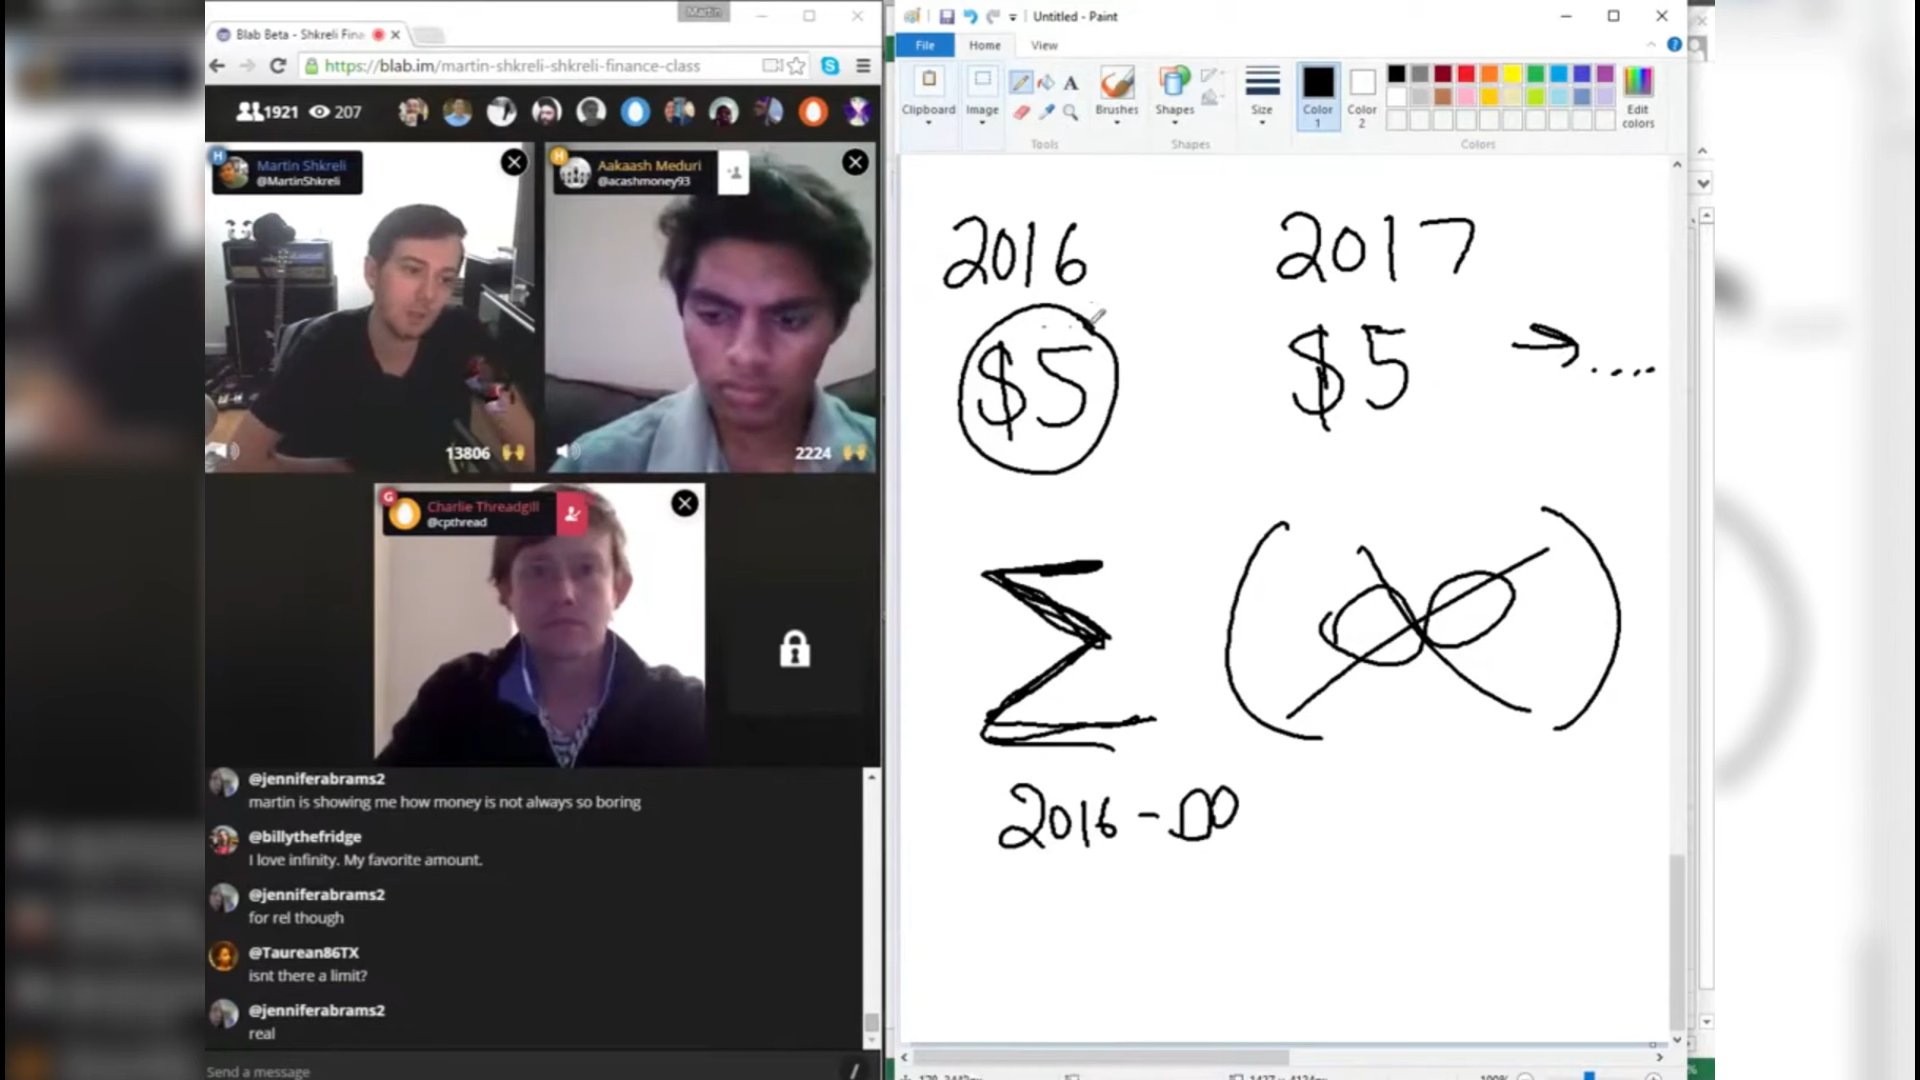 Martin
Blab Beta - Shkreli Fina
https://blab.im/martin-shkreli-shkreli-finance-class
1921 207
H
Martin Shkreli
@MartinShkreli
13806
H
Aakaash Meduri
@acashmoney93
2224
G
Charlie Threadgill
@cpthread
@jenniferabrams2
martin is showing me how money is not always so boring
@billythefridge
I love infinity. My favorite amount.
@jenniferabrams2
for rel though
@Taurean86TX
isnt there a limit?
@jenniferabrams2
real
Send a message /
Untitled - Paint
File Home View
Clipboard Image Brushes Shapes Size Color 1 Color 2 Edit colors
Tools Shapes Colors
2016 2017
$5 $5 → ....
Σ (∞)
2016 - ∞
100%